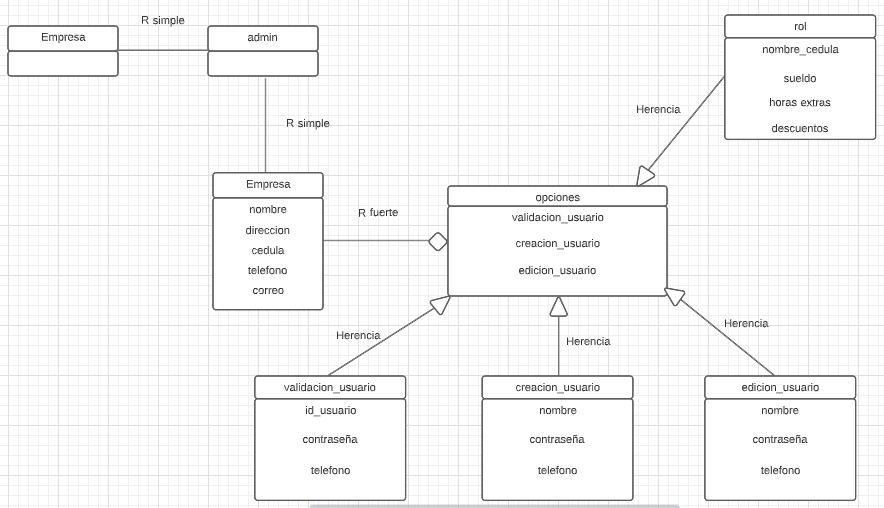 R simple
Empresa
admin
rol
nombre_cedula
sueldo
horas extras
descuentos
Herencia
R simple
Empresa
nombre
direccion
cedula
telefono
correo
R fuerte
opciones
validacion_usuario
creacion_usuario
edicion_usuario
Herencia
Herencia
Herencia
validacion_usuario
id_usuario
contraseña
telefono
creacion_usuario
nombre
contraseña
telefono
edicion_usuario
nombre
contraseña
telefono